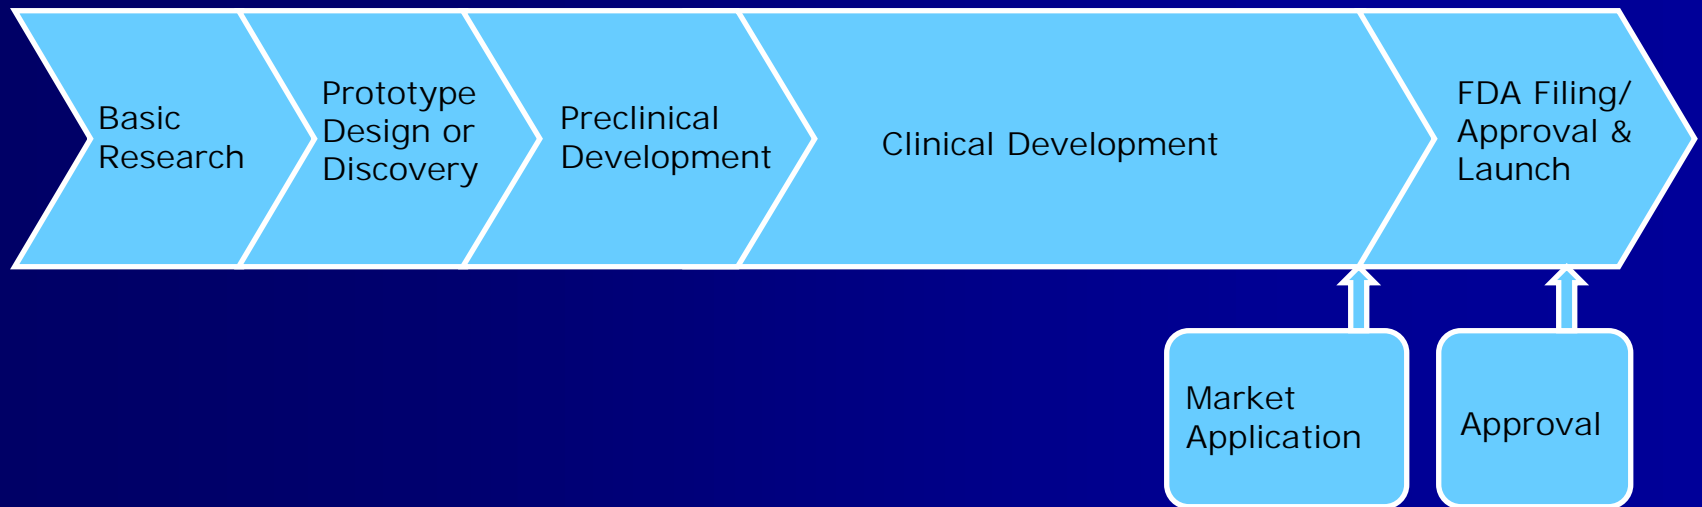 Basic
Research
Prototype
Design or
Discovery
Preclinical
Development
Clinical Development
FDA Filing/
Approval &
Launch
Market
Application
Approval